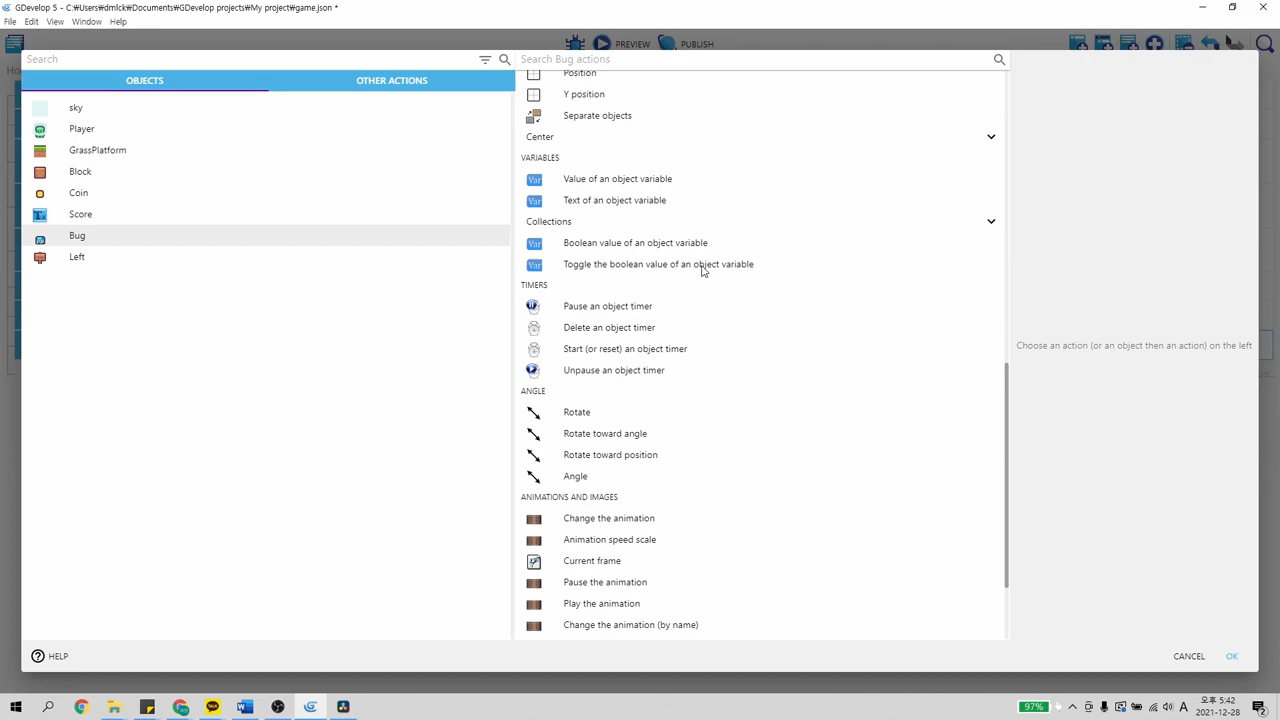 GDevelop 5 - C:₩Users₩dmlck₩Documents₩GDevelop projects₩My project₩game.json *
File Edit View Window Help
PREVIEW PUBLISH
Search
Search Bug actions
OBJECTS
OTHER ACTIONS
sky
Player
GrassPlatform
Block
Coin
Score
Bug
Left
Position
Y position
Separate objects
Center
VARIABLES
Var Value of an object variable
Var Text of an object variable
Collections
Var Boolean value of an object variable
Var Toggle the boolean value of an object variable
TIMERS
Pause an object timer
Delete an object timer
Start (or reset) an object timer
Unpause an object timer
ANGLE
Rotate
Rotate toward angle
Rotate toward position
Angle
ANIMATIONS AND IMAGES
Change the animation
Animation speed scale
Current frame
Pause the animation
Play the animation
Change the animation (by name)
Choose an action (or an object then an action) on the left
HELP
CANCEL
OK
97%
A
오후 5:42
2021-12-28